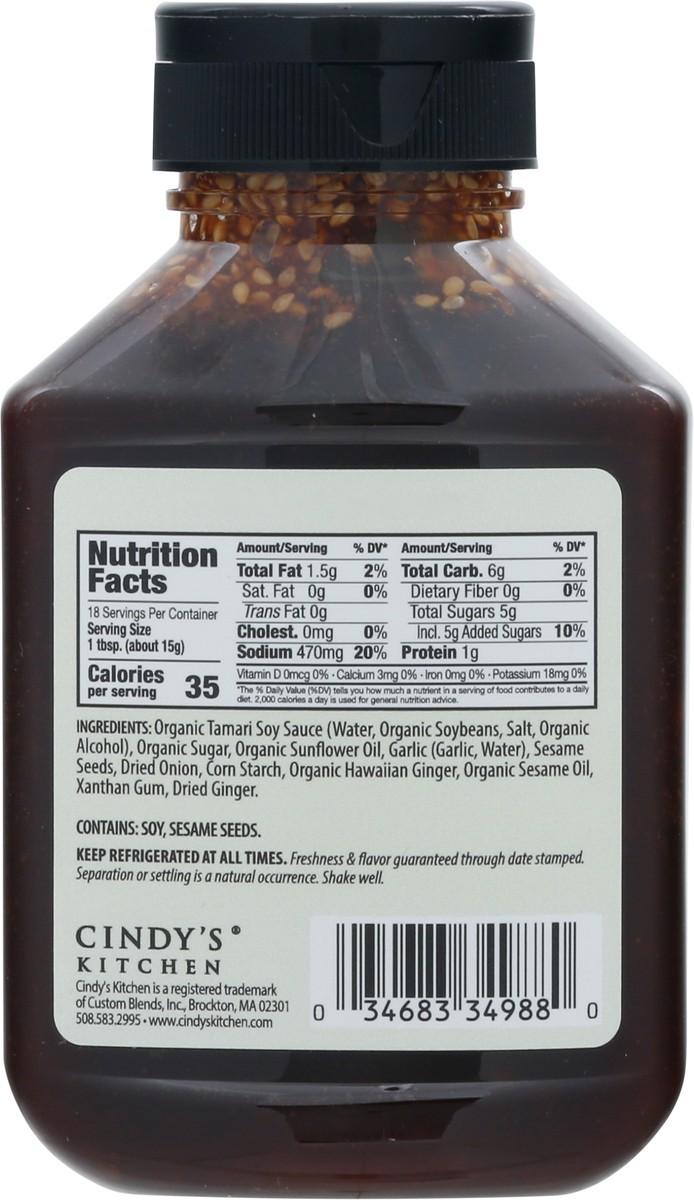 Nutrition
Facts
18 Servings Per Container
Serving Size
1 tbsp. (about 15g)
Calories
per serving 35
Amount/Serving % DV*
Total Fat 1.5g 2%
Sat. Fat 0g 0%
Trans Fat 0g
Cholest. 0mg 0%
Sodium 470mg 20%
Amount/Serving % DV*
Total Carb. 6g 2%
Dietary Fiber 0g 0%
Total Sugars 5g
Incl. 5g Added Sugars 10%
Protein 1g
Vitamin D 0mcg 0% · Calcium 3mg 0% · Iron 0mg 0% · Potassium 18mg 0%
*The % Daily Value (%DV) tells you how much a nutrient in a serving of food contributes to a daily
diet. 2,000 calories a day is used for general nutrition advice.
INGREDIENTS: Organic Tamari Soy Sauce (Water, Organic Soybeans, Salt, Organic
Alcohol), Organic Sugar, Organic Sunflower Oil, Garlic (Garlic, Water), Sesame
Seeds, Dried Onion, Corn Starch, Organic Hawaiian Ginger, Organic Sesame Oil,
Xanthan Gum, Dried Ginger.
CONTAINS: SOY, SESAME SEEDS.
KEEP REFRIGERATED AT ALL TIMES. Freshness & flavor guaranteed through date stamped.
Separation or settling is a natural occurrence. Shake well.
CINDY'S®
KITCHEN
Cindy's Kitchen is a registered trademark
of Custom Blends, Inc., Brockton, MA 02301
508.583.2995 • www.cindyskitchen.com
0 34683 34988 0